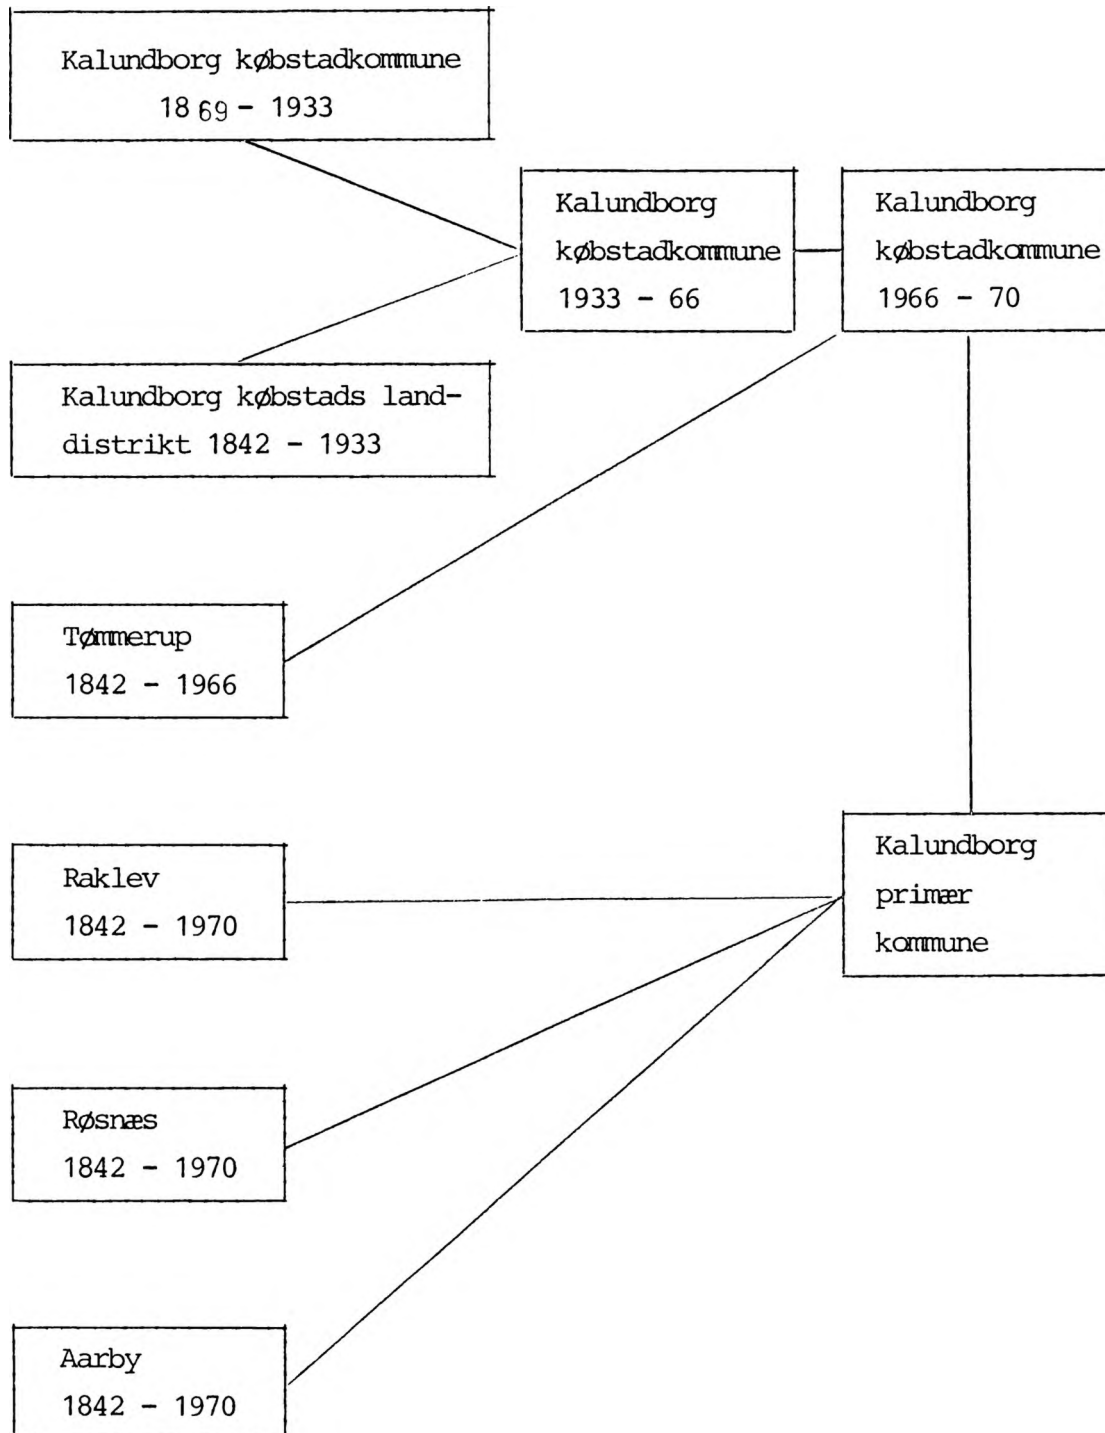 Kalundborg købstadkommune
1869 - 1933
Kalundborg
købstadkommune
1933 - 66
Kalundborg
købstadkommune
1966 - 70
Kalundborg købstads land-
distrikt 1842 - 1933
Tømmerup
1842 - 1966
Raklev
1842 - 1970
Kalundborg
primær
kommune
Røsnæs
1842 - 1970
Aarby
1842 - 1970